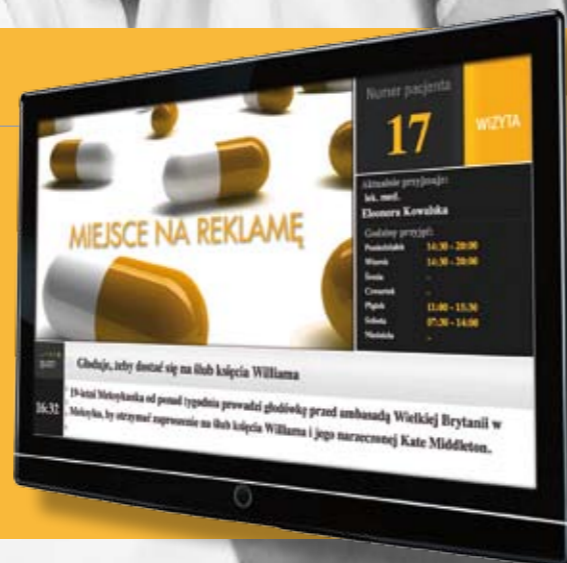 MIEJSCE NA REKLAMĘ
Numer pacjenta
17
WIZYTA
Aktualnie przyjmuje:
lek. med.
Eleonora Kowalska
Godziny przyjęć:
Poniedziałek 14:30 - 20:00
Wtorek 14:30 - 20:00
Środa -
Czwartek -
Piątek 11:00 - 15:30
Sobota 07:30 - 14:00
Niedziela -
Głoduje, żeby dostać się na ślub księcia Williama
16:32
19-letni Meksykanka od ponad tygodnia prowadzi głodówkę przed ambasadą Wielkiej Brytanii w
Meksyku, by otrzymać zaproszenie na ślub księcia Williama i jego narzeczonej Kate Middleton.